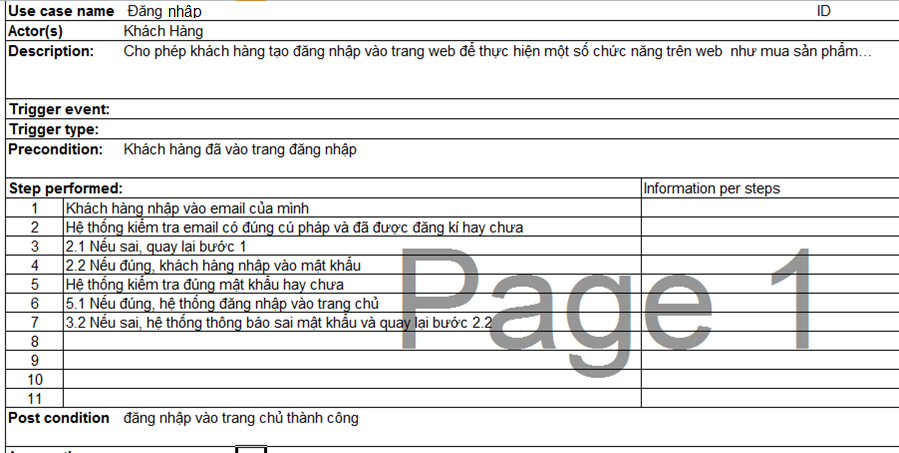 Use case name Đăng nhập ID
Actor(s) Khách Hàng
Description: Cho phép khách hàng tạo đăng nhập vào trang web để thực hiện một số chức năng trên web như mua sản phẩm...
Trigger event:
Trigger type:
Precondition: Khách hàng đã vào trang đăng nhập
Step performed: Information per steps
1 Khách hàng nhập vào email của mình
2 Hệ thống kiểm tra email có đúng cú pháp và đã được đăng kí hay chưa
3 2.1 Nếu sai, quay lại bước 1
4 2.2 Nếu đúng, khách hàng nhập vào mật khẩu
5 Hệ thống kiểm tra đúng mật khẩu hay chưa
6 5.1 Nếu đúng, hệ thống đăng nhập vào trang chủ
7 3.2 Nếu sai, hệ thống thông báo sai mật khẩu và quay lại bước 2.2
8
9
10
11
Page 1
Post condition đăng nhập vào trang chủ thành công